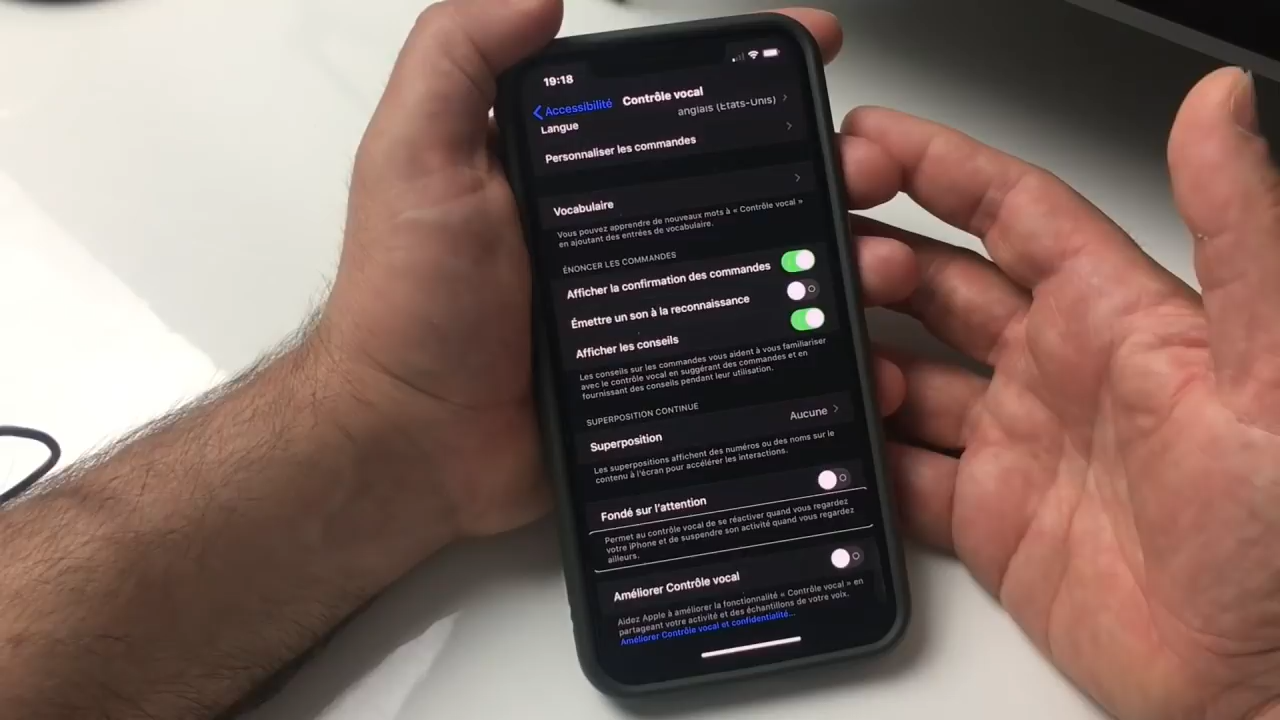 19:18
Accessibilité Contrôle vocal
Langue anglais (États-Unis)
Personnaliser les commandes
Vocabulaire
Vous pouvez apprendre de nouveaux mots à « Contrôle vocal »
en ajoutant des entrées de vocabulaire.
ÉNONCER LES COMMANDES
Afficher la confirmation des commandes
Émettre un son à la reconnaissance
Afficher les conseils
Les conseils sur les commandes vous aident à vous familiariser
avec le contrôle vocal en suggérant des commandes et en
fournissant des conseils pendant leur utilisation.
SUPERPOSITION CONTINUE
Superposition Aucune
Les superpositions affichent des numéros ou des noms sur le
contenu à l'écran pour accélérer les interactions.
Fondé sur l'attention
Permet au contrôle vocal de se réactiver quand vous regardez
votre iPhone et de suspendre son activité quand vous regardez
ailleurs.
Améliorer Contrôle vocal
Aidez Apple à améliorer la fonctionnalité « Contrôle vocal » en
partageant votre activité et des échantillons de votre voix.
Améliorer Contrôle vocal et confidentialité...